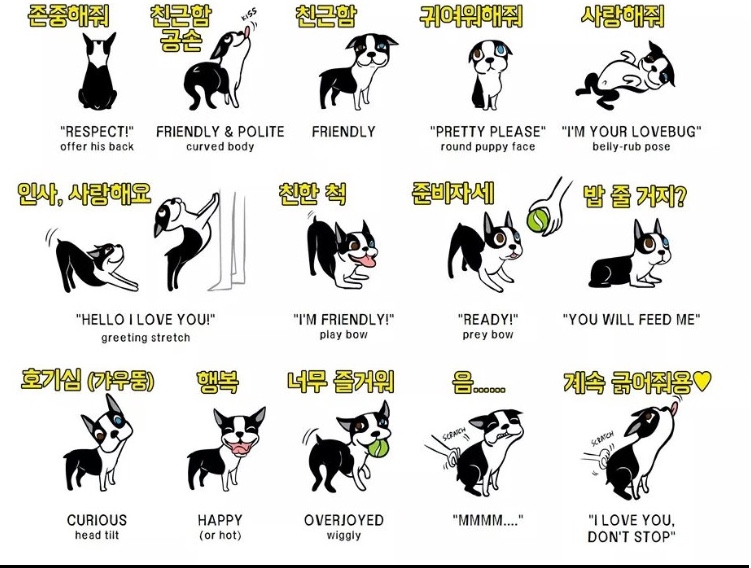 존중해줘
"RESPECT!"
offer his back
친근함
공손
KISS
FRIENDLY & POLITE
curved body
친근함
FRIENDLY
귀여워해줘
"PRETTY PLEASE"
round puppy face
사랑해줘
"I'M YOUR LOVEBUG"
belly-rub pose
인사, 사랑해요
"HELLO I LOVE YOU!"
greeting stretch
친한 척
"I'M FRIENDLY!"
play bow
준비자세
"READY!"
prey bow
밥 줄 거지?
"YOU WILL FEED ME"
호기심 (갸우뚱)
CURIOUS
head tilt
행복
HAPPY
(or hot)
너무 즐거워
OVERJOYED
wiggly
음......
SCRATCH
"MMMM...."
계속 긁어줘용♥
SCRATCH
"I LOVE YOU,
DON'T STOP"